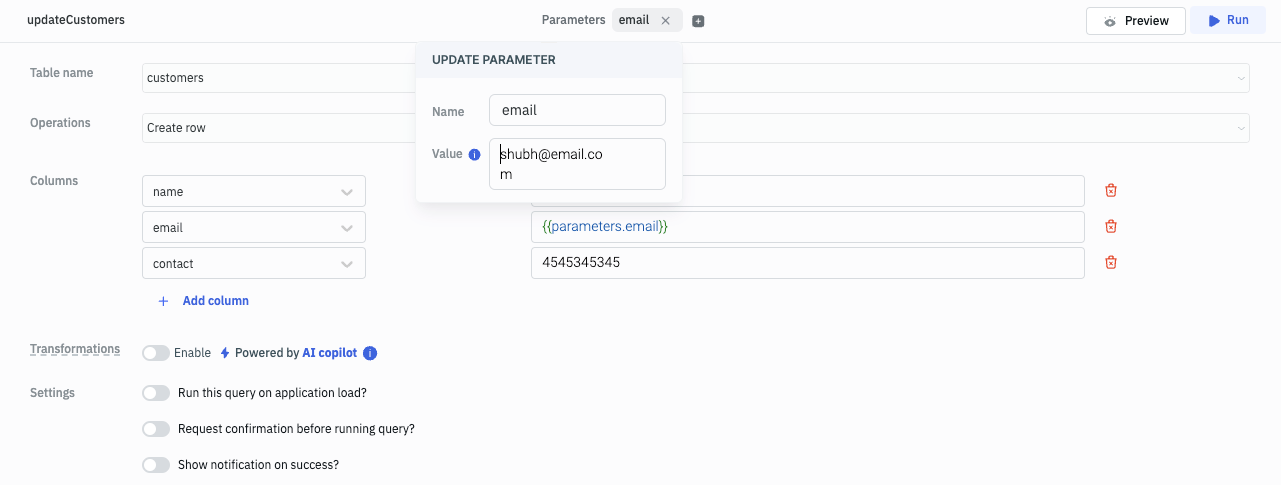 updateCustomers
Parameters email
Preview
Run
UPDATE PARAMETER
Name email
Value shubh@email.co
m
Table name customers
Operations Create row
Columns
name
email {{parameters.email}}
contact 4545345345
+ Add column
Transformations Enable Powered by AI copilot i
Settings Run this query on application load?
Request confirmation before running query?
Show notification on success?